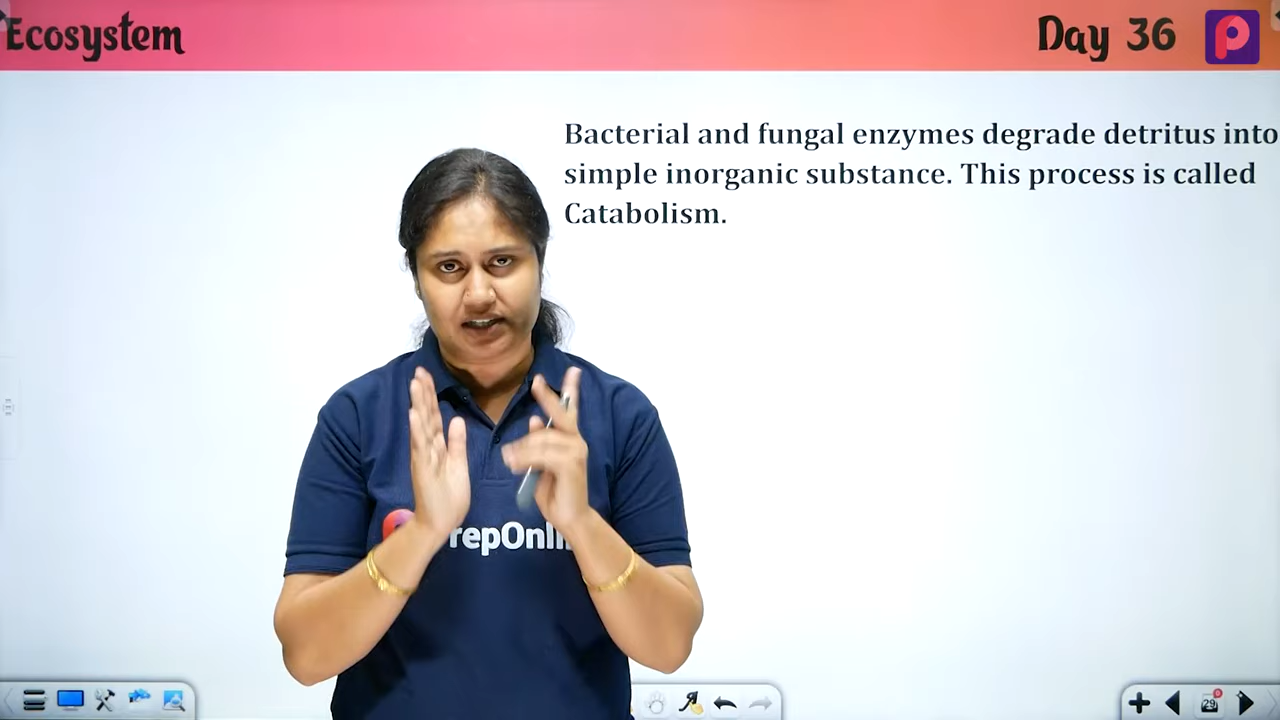 Ecosystem
Day 36
Bacterial and fungal enzymes degrade detritus into
simple inorganic substance. This process is called
Catabolism.
repOnli
29